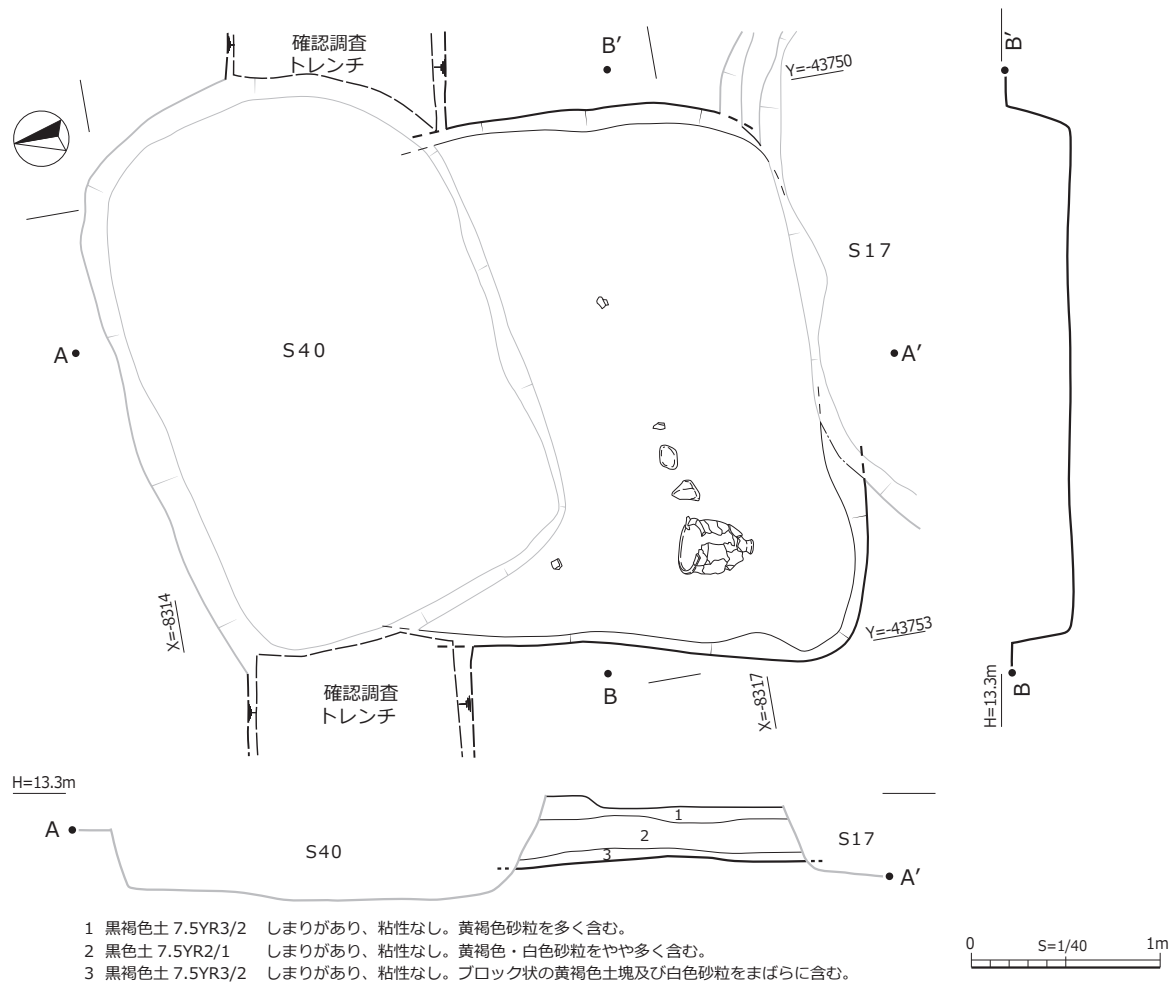 確認調査
トレンチ
B′
Y=-43750
B′
S17
A
S40
A′
X=-8314
Y=-43753
確認調査
トレンチ
B
X=-8317
H=13.3m
B
H=13.3m
A
S40
1
2
3
S17
A′
1 黒褐色土 7.5YR3/2 しまりがあり、粘性なし。黄褐色砂粒を多く含む。
2 黒色土 7.5YR2/1 しまりがあり、粘性なし。黄褐色・白色砂粒をやや多く含む。
3 黒褐色土 7.5YR3/2 しまりがあり、粘性なし。ブロック状の黄褐色土塊及び白色砂粒をまばらに含む。
0 S=1/40 1m